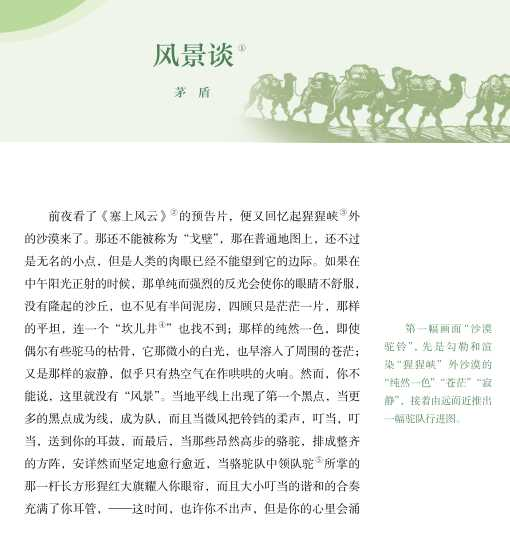 风景谈①
茅 盾
前夜看了《塞上风云》②的预告片，便又回忆起猩猩峡③外
的沙漠来了。那还不能被称为“戈壁”，那在普通地图上，还不过
是无名的小点，但是人类的肉眼已经不能望到它的边际。如果在
中午阳光正射的时候，那单纯而强烈的反光会使你的眼睛不舒服，
没有隆起的沙丘，也不见有半间泥房，四顾只是茫茫一片，那样
的平坦，连一个“坎儿井④”也找不到；那样的纯然一色，即使
偶尔有些驼马的枯骨，它那微小的白光，也早溶入了周围的苍茫；
又是那样的寂静，似乎只有热空气在作哄哄的火响。然而，你不
能说，这里就没有“风景”。当地平线上出现了第一个黑点，当更
多的黑点成为线，成为队，而且当微风把铃铛的柔声，叮当，叮
当，送到你的耳鼓，而最后，当那些昂然高步的骆驼，排成整齐
的方阵，安详然而坚定地愈行愈近，当骆驼队中领队驼⑤所掌的
那一杆长方形猩红大旗耀入你眼帘，而且大小叮当的谐和的合奏
充满了你耳管，——这时间，也许你不出声，但是你的心里会涌
第一幅画面“沙漠
驼铃”，先是勾勒和渲
染“猩猩峡”外沙漠的
“纯然一色”“苍茫”“寂
静”，接着由远而近推出
一幅驼队行进图。